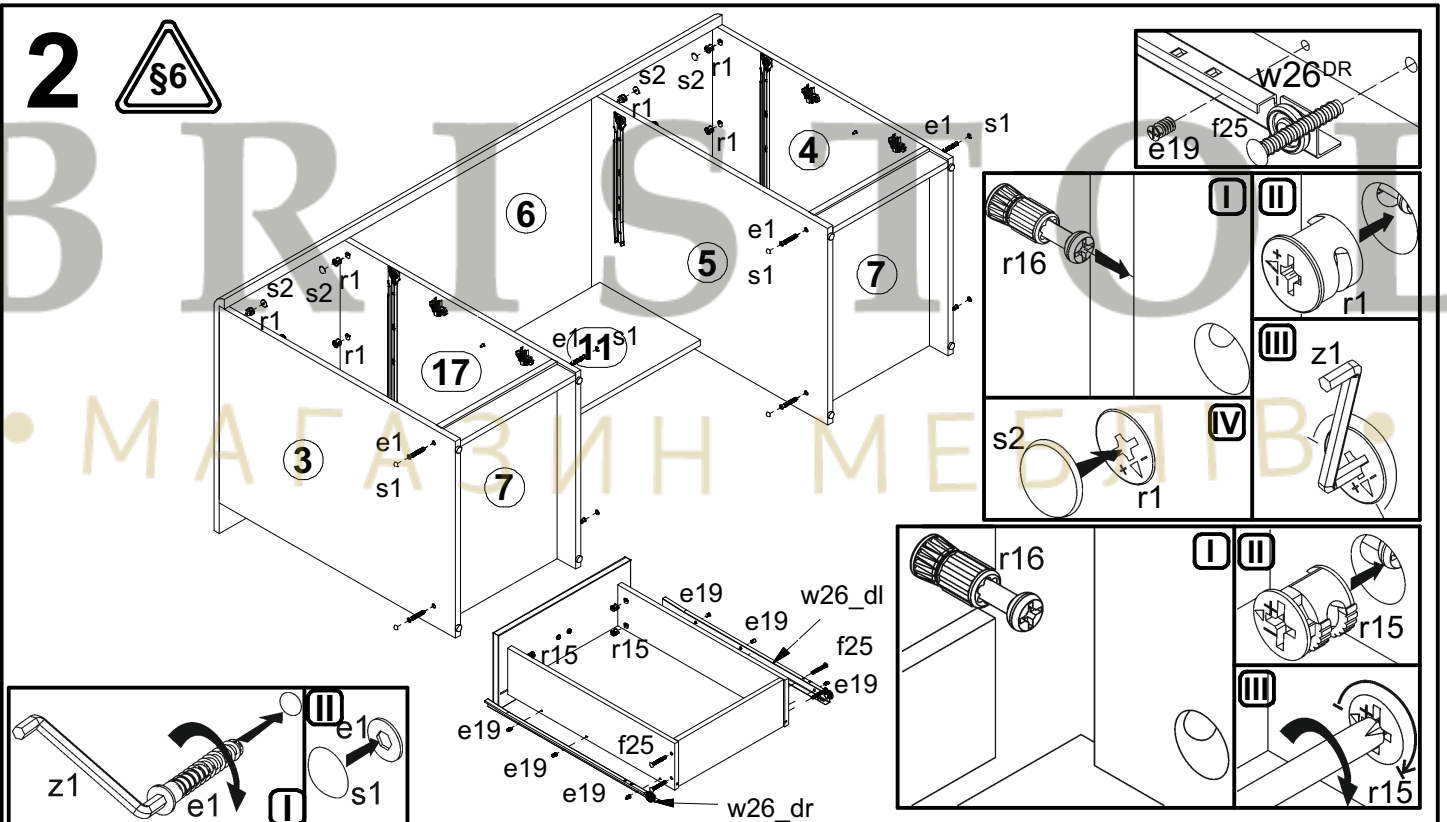 2
§6
BRISTOL
• МАГАЗИН МЕБЛІВ •
s2
s2
r1
s2
r1
r1
4
e1
s1
6
e1
s1
5
7
s2
s2
r1
r1
r1
17
e1
s1
11
3
e1
s1
7
w26DR
f25
e19
I
r16
II
r1
III
z1
IV
s2
r1
I
r16
II
r15
III
r15
e19
w26_dl
e19
f25
r15
r15
e19
e19
f25
e19
e19
w26_dr
z1
e1
I
II
e1
s1